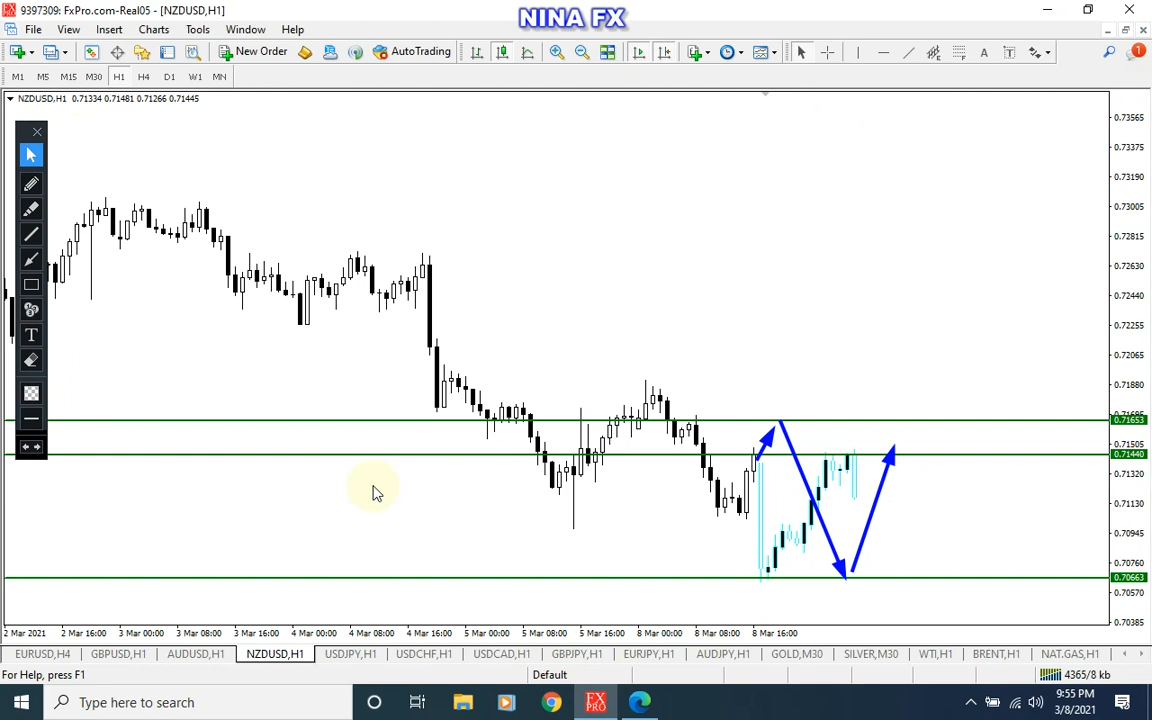 9397309: FxPro.com-Real05 - [NZDUSD,H1]
NINA FX
File View Insert Charts Tools Window Help
New Order AutoTrading A T 1
M1 M5 M15 M30 H1 H4 D1 W1 MN
NZDUSD,H1 0.71334 0.71481 0.71266 0.71445
T
0.73565
0.73375
0.73190
0.73005
0.72815
0.72630
0.72440
0.72255
0.72065
0.71880
0.71695
0.71653
0.71505
0.71440
0.71320
0.71130
0.70945
0.70760
0.70663
0.70570
0.70385
2 Mar 2021 2 Mar 16:00 3 Mar 00:00 3 Mar 08:00 3 Mar 16:00 4 Mar 00:00 4 Mar 08:00 4 Mar 16:00 5 Mar 00:00 5 Mar 08:00 5 Mar 16:00 8 Mar 00:00 8 Mar 08:00 8 Mar 16:00
EURUSD,H4 GBPUSD,H1 AUDUSD,H1 NZDUSD,H1 USDJPY,H1 USDCHF,H1 USDCAD,H1 GBPJPY,H1 EURJPY,H1 AUDJPY,H1 GOLD,M30 SILVER,M30 WTI,H1 BRENT,H1 NAT.GAS,H1
For Help, press F1 Default 4365/8 kb
Type here to search FX PRO 9:55 PM
3/8/2021